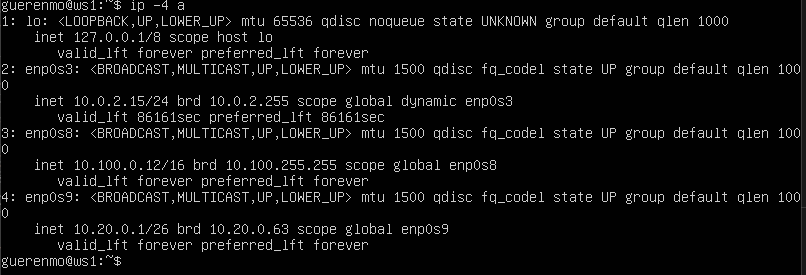 guerenmo@ws1:~$ ip -4 a
1: lo: <LOOPBACK,UP,LOWER_UP> mtu 65536 qdisc noqueue state UNKNOWN group default qlen 1000
    inet 127.0.0.1/8 scope host lo
       valid_lft forever preferred_lft forever
2: enp0s3: <BROADCAST,MULTICAST,UP,LOWER_UP> mtu 1500 qdisc fq_codel state UP group default qlen 100
0
    inet 10.0.2.15/24 brd 10.0.2.255 scope global dynamic enp0s3
       valid_lft 86161sec preferred_lft 86161sec
3: enp0s8: <BROADCAST,MULTICAST,UP,LOWER_UP> mtu 1500 qdisc fq_codel state UP group default qlen 100
0
    inet 10.100.0.12/16 brd 10.100.255.255 scope global enp0s8
       valid_lft forever preferred_lft forever
4: enp0s9: <BROADCAST,MULTICAST,UP,LOWER_UP> mtu 1500 qdisc fq_codel state UP group default qlen 100
0
    inet 10.20.0.1/26 brd 10.20.0.63 scope global enp0s9
       valid_lft forever preferred_lft forever
guerenmo@ws1:~$